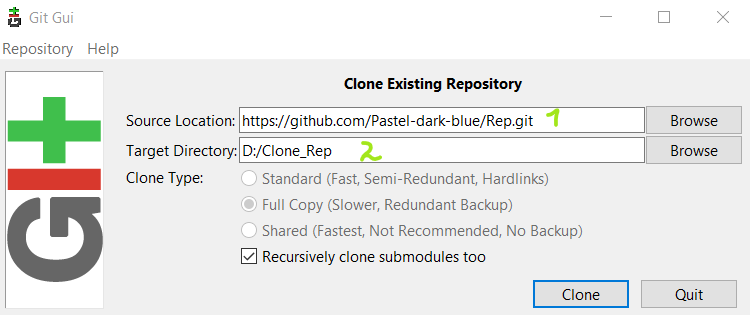 Git Gui
Repository Help
git
Clone Existing Repository
Source Location: https://github.com/Pastel-dark-blue/Rep.git 1 Browse
Target Directory: D:/Clone_Rep 2 Browse
Clone Type: Standard (Fast, Semi-Redundant, Hardlinks)
Full Copy (Slower, Redundant Backup)
Shared (Fastest, Not Recommended, No Backup)
Recursively clone submodules too
Clone Quit